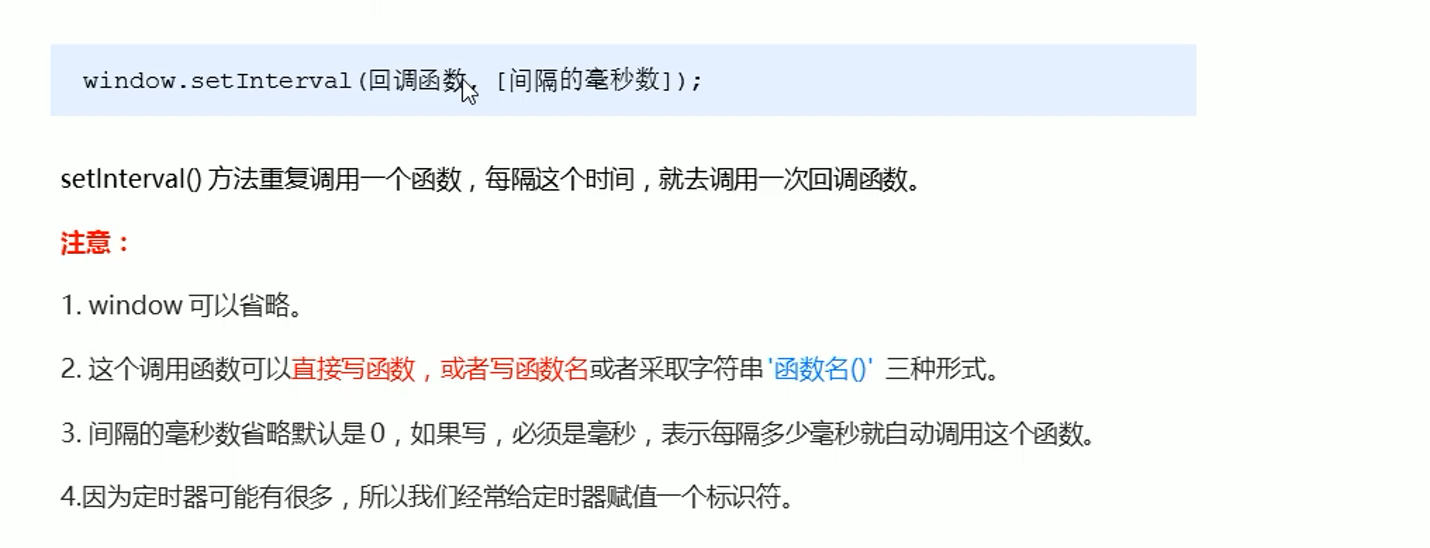 window.setInterval(回调函数, [间隔的毫秒数]);
setInterval() 方法重复调用一个函数，每隔这个时间，就去调用一次回调函数。
注意：
1. window 可以省略。
2. 这个调用函数可以直接写函数，或者写函数名或者采取字符串 '函数名()' 三种形式。
3. 间隔的毫秒数省略默认是 0，如果写，必须是毫秒，表示每隔多少毫秒就自动调用这个函数。
4.因为定时器可能有很多，所以我们经常给定时器赋值一个标识符。